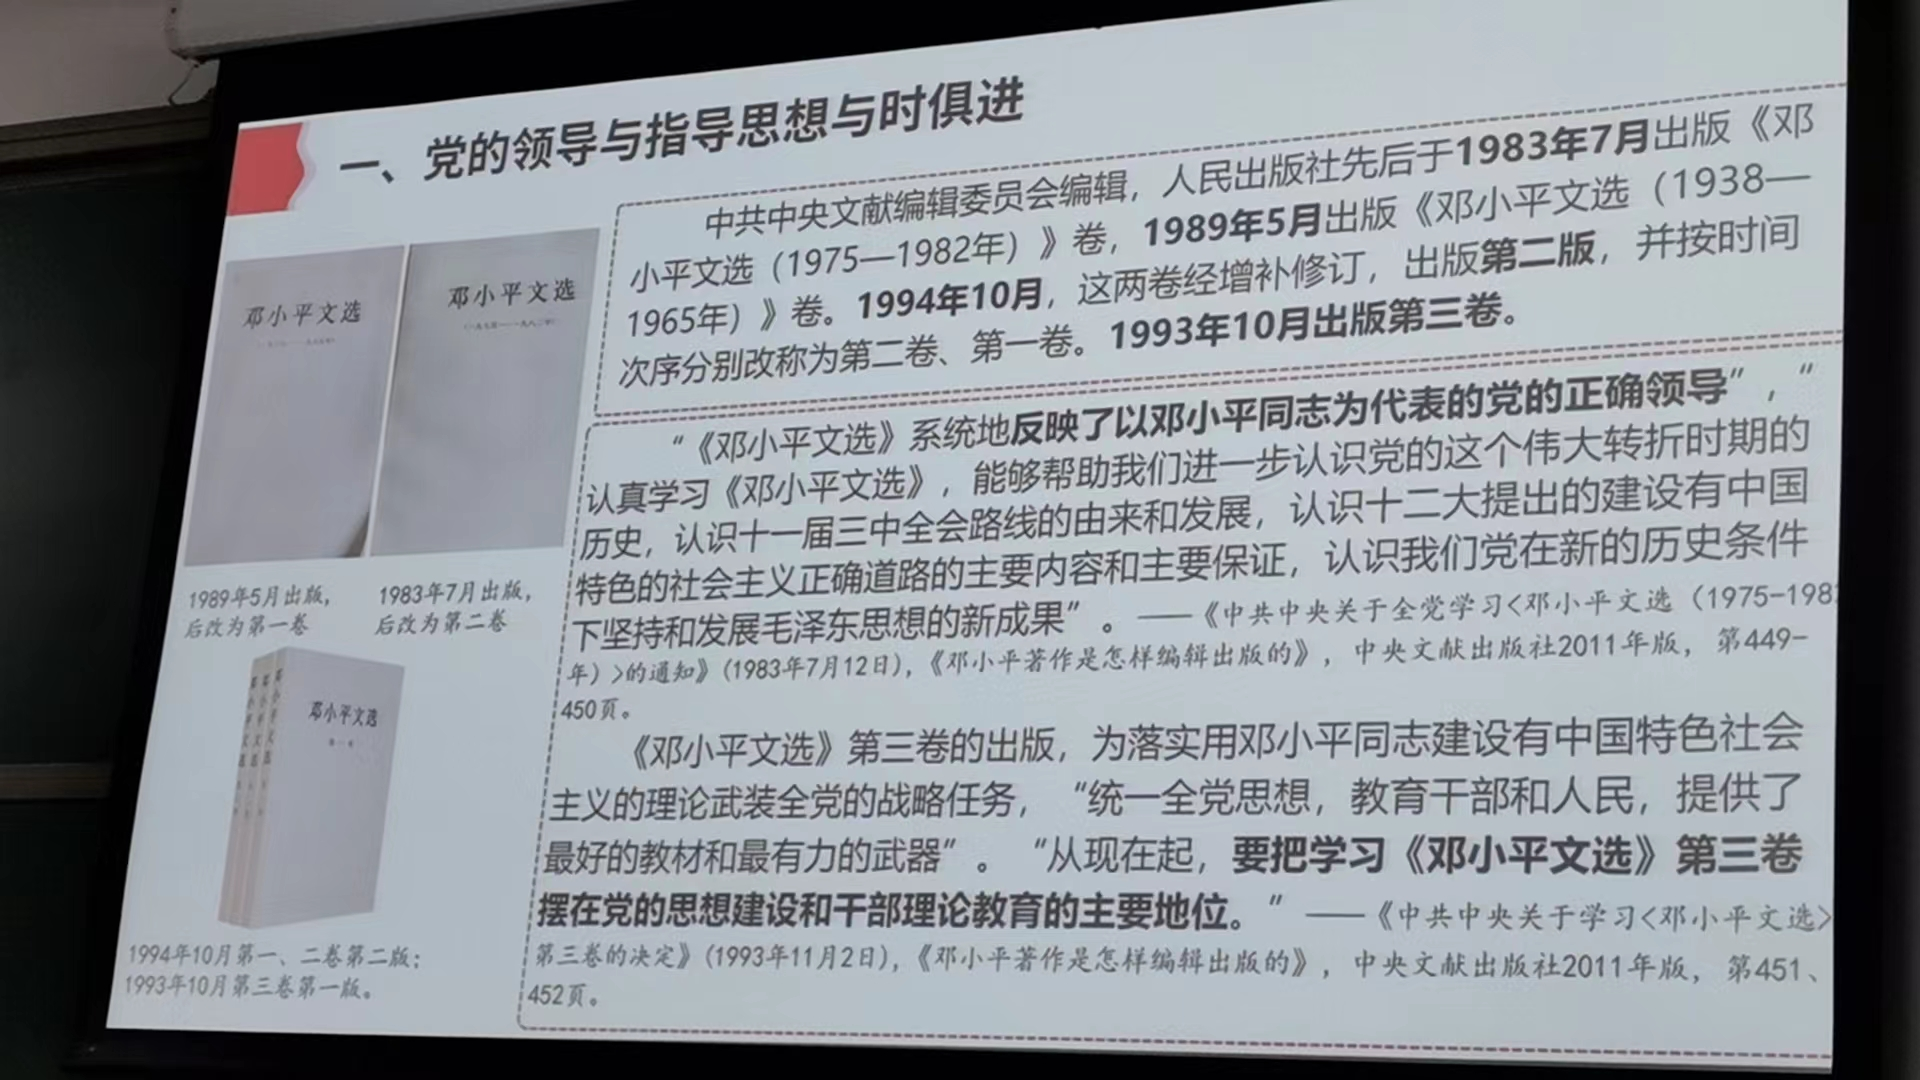 一、党的领导与指导思想与时俱进
中共中央文献编辑委员会编辑，人民出版社先后于1983年7月出版《邓
小平文选（1975—1982年）》卷，1989年5月出版《邓小平文选（1938—
1965年）》卷。1994年10月，这两卷经增补修订，出版第二版，并按时间
次序分别改称为第二卷、第一卷。1993年10月出版第三卷。
邓小平文选
邓小平文选
（一九七五——一九八二年）
1989年5月出版，
后改为第一卷
1983年7月出版，
后改为第二卷
邓小平文选
邓小平文选
邓小平文选
邓小平文选
1994年10月第一、二卷第二版；
1993年10月第三卷第一版。
“《邓小平文选》系统地反映了以邓小平同志为代表的党的正确领导”，“
认真学习《邓小平文选》，能够帮助我们进一步认识党的这个伟大转折时期的
历史，认识十一届三中全会路线的由来和发展，认识十二大提出的建设有中国
特色的社会主义正确道路的主要内容和主要保证，认识我们党在新的历史条件
下坚持和发展毛泽东思想的新成果”。——《中共中央关于全党学习<邓小平文选（1975-198
年）>的通知》（1983年7月12日），《邓小平著作是怎样编辑出版的》，中央文献出版社2011年版，第449-
450页。
《邓小平文选》第三卷的出版，为落实用邓小平同志建设有中国特色社会
主义的理论武装全党的战略任务，“统一全党思想，教育干部和人民，提供了
最好的教材和最有力的武器”。“从现在起，要把学习《邓小平文选》第三卷
摆在党的思想建设和干部理论教育的主要地位。”——《中共中央关于学习<邓小平文选>
第三卷的决定》（1993年11月2日），《邓小平著作是怎样编辑出版的》，中央文献出版社2011年版，第451、
452页。